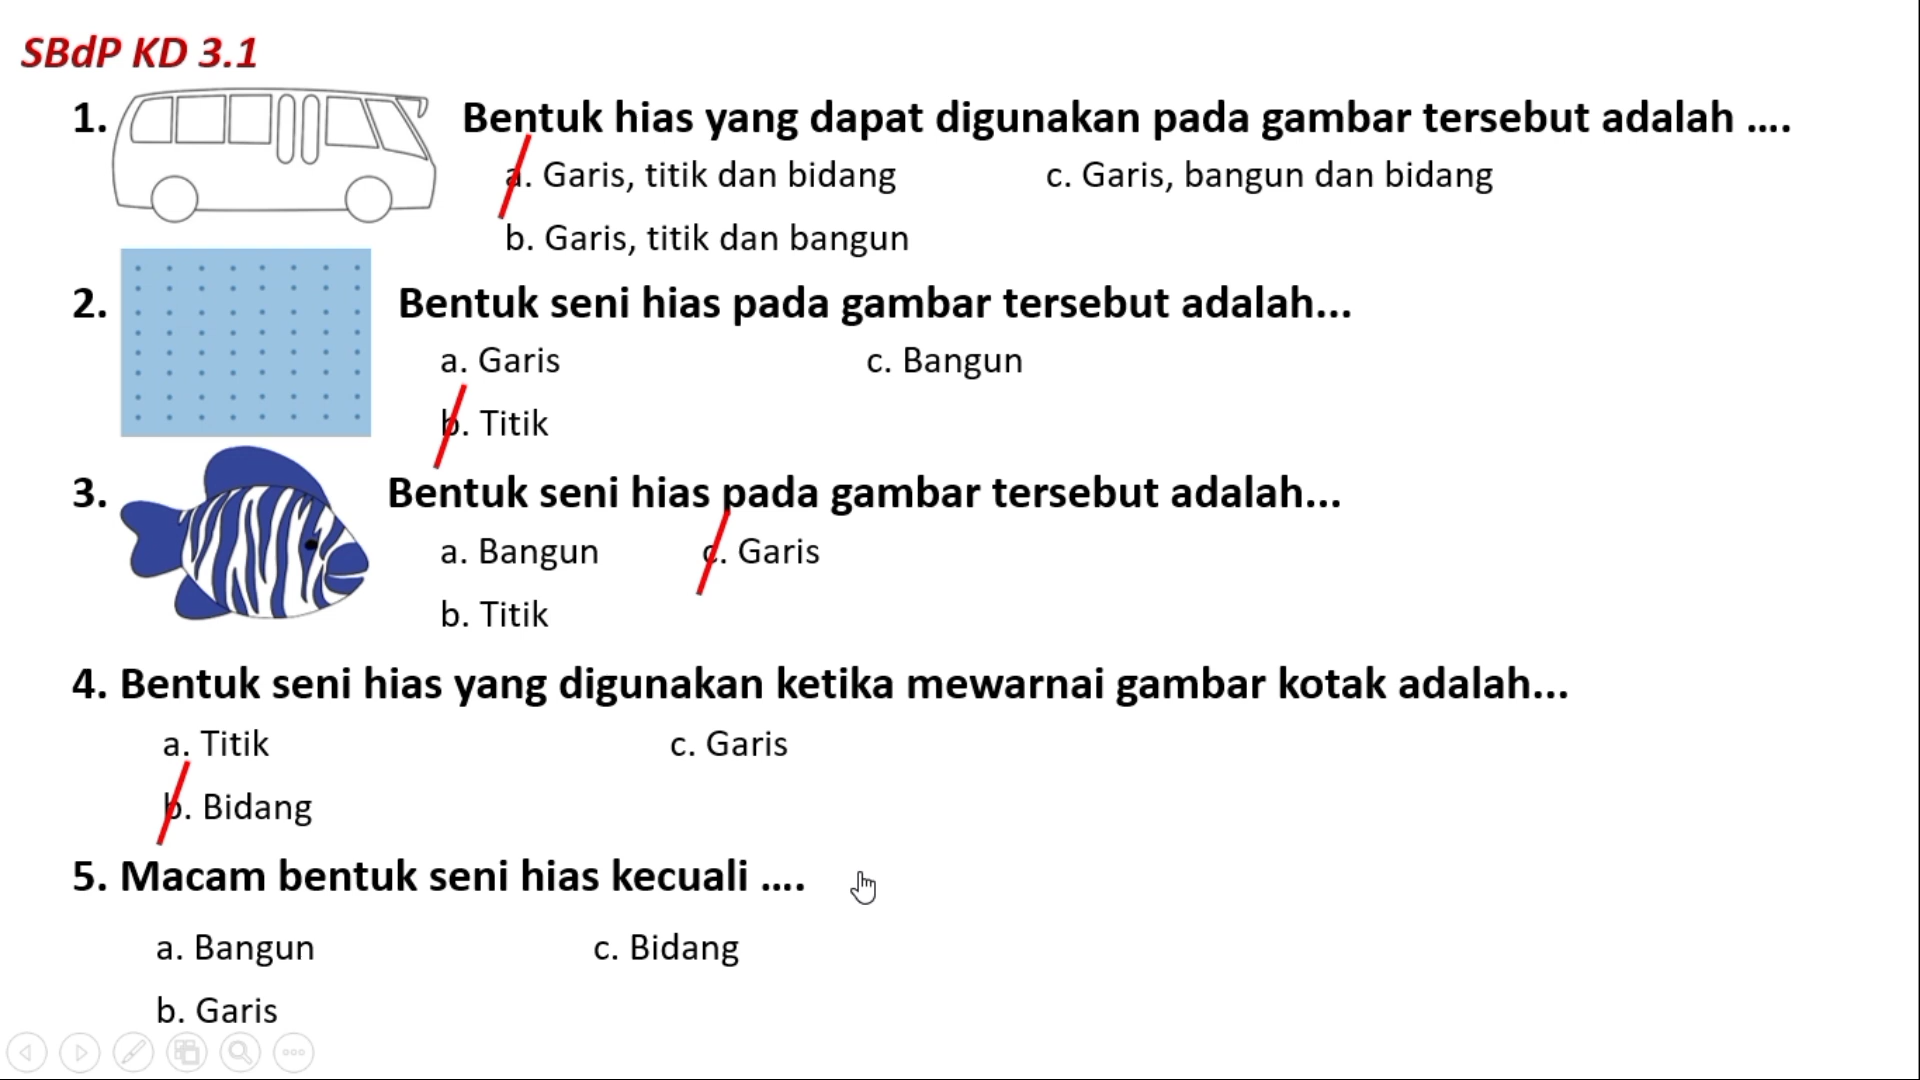 SBdP KD 3.1
1. Bentuk hias yang dapat digunakan pada gambar tersebut adalah ....
a. Garis, titik dan bidang c. Garis, bangun dan bidang
b. Garis, titik dan bangun
2. Bentuk seni hias pada gambar tersebut adalah...
a. Garis c. Bangun
b. Titik
3. Bentuk seni hias pada gambar tersebut adalah...
a. Bangun c. Garis
b. Titik
4. Bentuk seni hias yang digunakan ketika mewarnai gambar kotak adalah...
a. Titik c. Garis
b. Bidang
5. Macam bentuk seni hias kecuali ....
a. Bangun c. Bidang
b. Garis